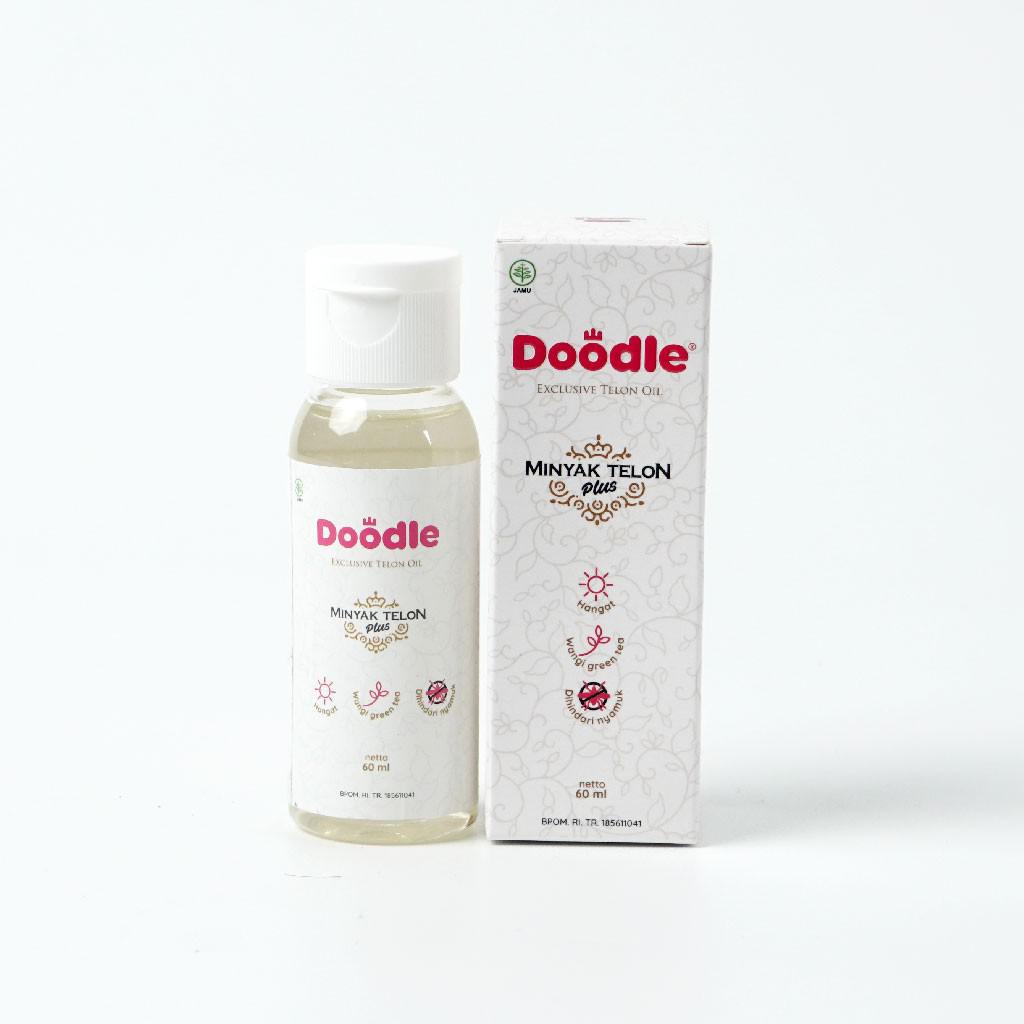 Doodle
EXCLUSIVE TELON OIL
MINYAK TELON
plus
Hangat
Wangi green tea
Dihindari nyamuk
netto
60 ml
BPOM. RI. TR. 185611041
JAMU
Doodle®
EXCLUSIVE TELON OIL
MINYAK TELON
plus
Hangat
Wangi green tea
Dihindari nyamuk
netto
60 ml
BPOM. RI. TR. 185611041